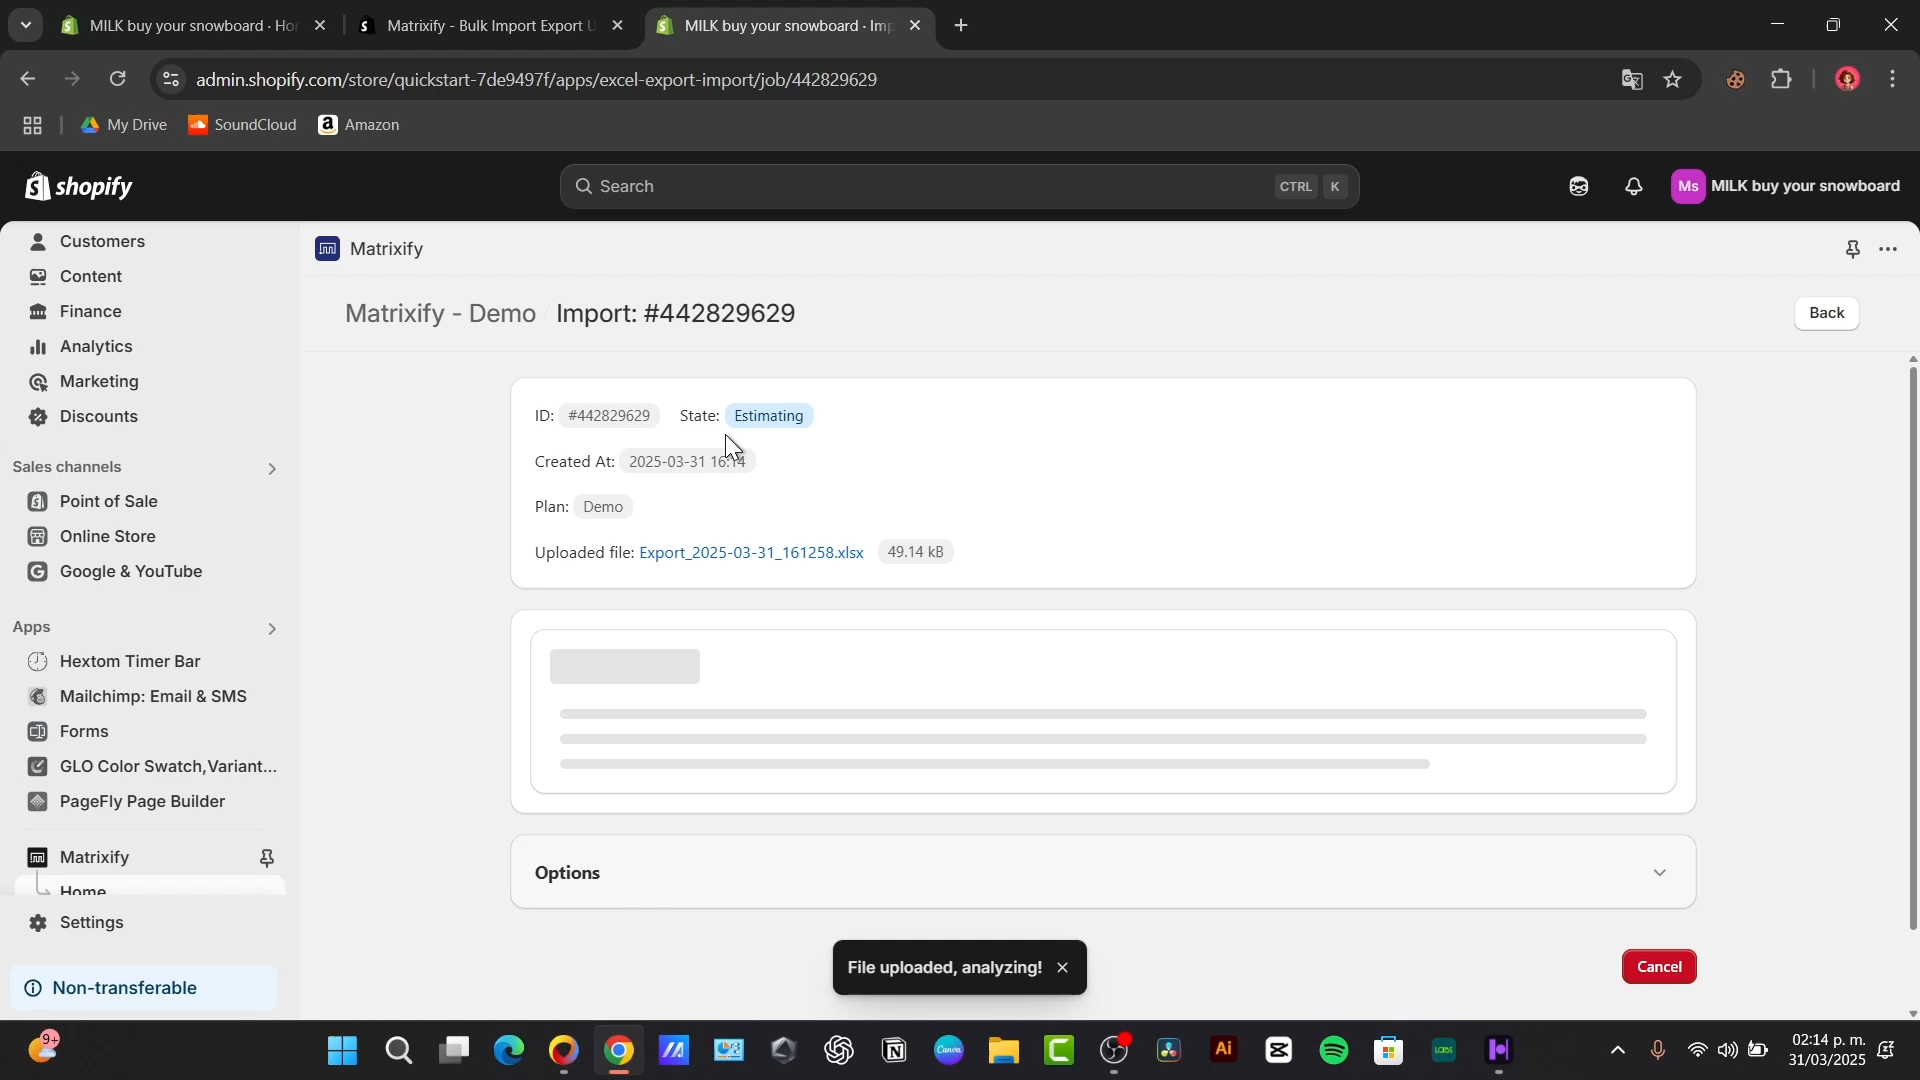 MILK buy your snowboard · Hor
Matrixify - Bulk Import Export U
MILK buy your snowboard · Imp
admin.shopify.com/store/quickstart-7de9497f/apps/excel-export-import/job/442829629
My Drive
SoundCloud
Amazon
shopify
Search
CTRL K
Ms
MILK buy your snowboard
Customers
Content
Finance
Analytics
Marketing
Discounts
Sales channels
Point of Sale
Online Store
Google & YouTube
Apps
Hextom Timer Bar
Mailchimp: Email & SMS
Forms
GLO Color Swatch,Variant...
PageFly Page Builder
Matrixify
Home
Settings
Non-transferable
Matrixify
Matrixify - Demo Import: #442829629
Back
ID: #442829629 State: Estimating
Created At: 2025-03-31 16:14
Plan: Demo
Uploaded file: Export_2025-03-31_161258.xlsx 49.14 kB
Options
File uploaded, analyzing!
Cancel
9+
Canva
Ai
LABS
02:14 p. m.
31/03/2025